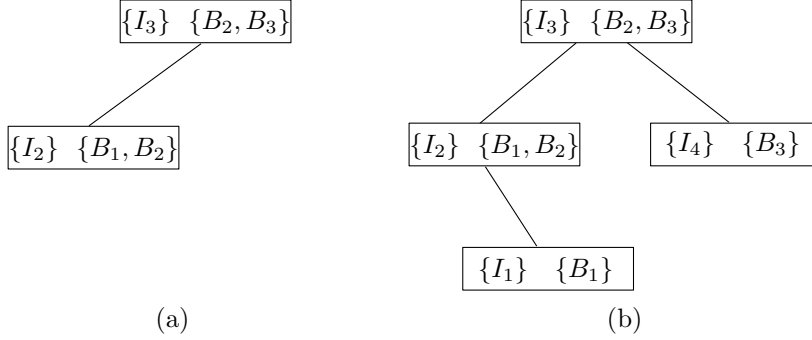 {I₃} {B₂, B₃}
{I₃} {B₂, B₃}
{I₂} {B₁, B₂}
{I₂} {B₁, B₂}
{I₄} {B₃}
{I₁} {B₁}
(a)
(b)